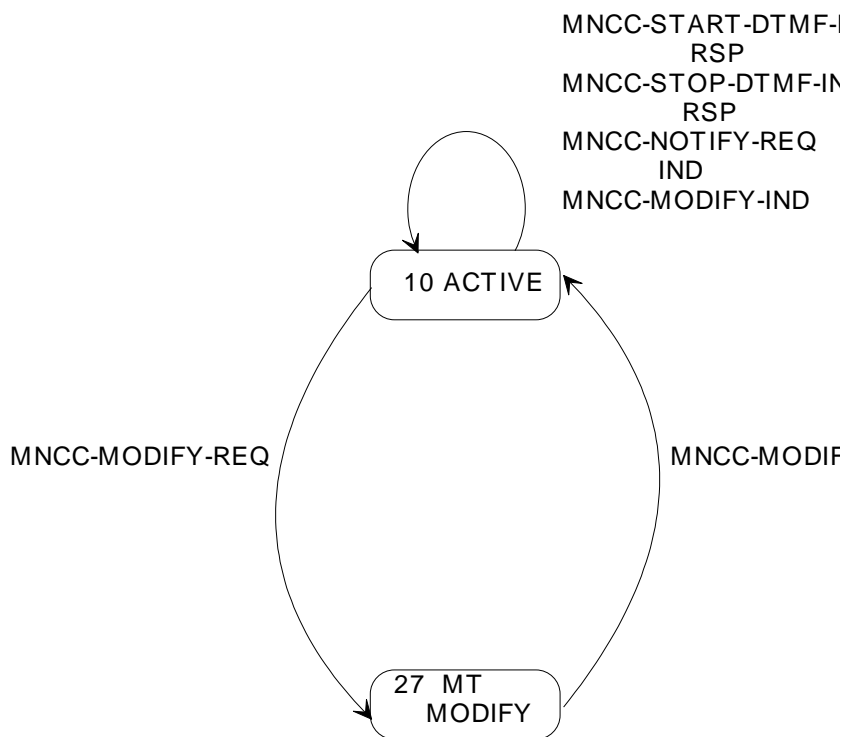 MNCC-START-DTMF-
RSP
MNCC-STOP-DTMF-IN
RSP
MNCC-NOTIFY-REQ
IND
MNCC-MODIFY-IND
10 ACTIVE
MNCC-MODIFY-REQ
MNCC-MODIF
27 MT
MODIFY